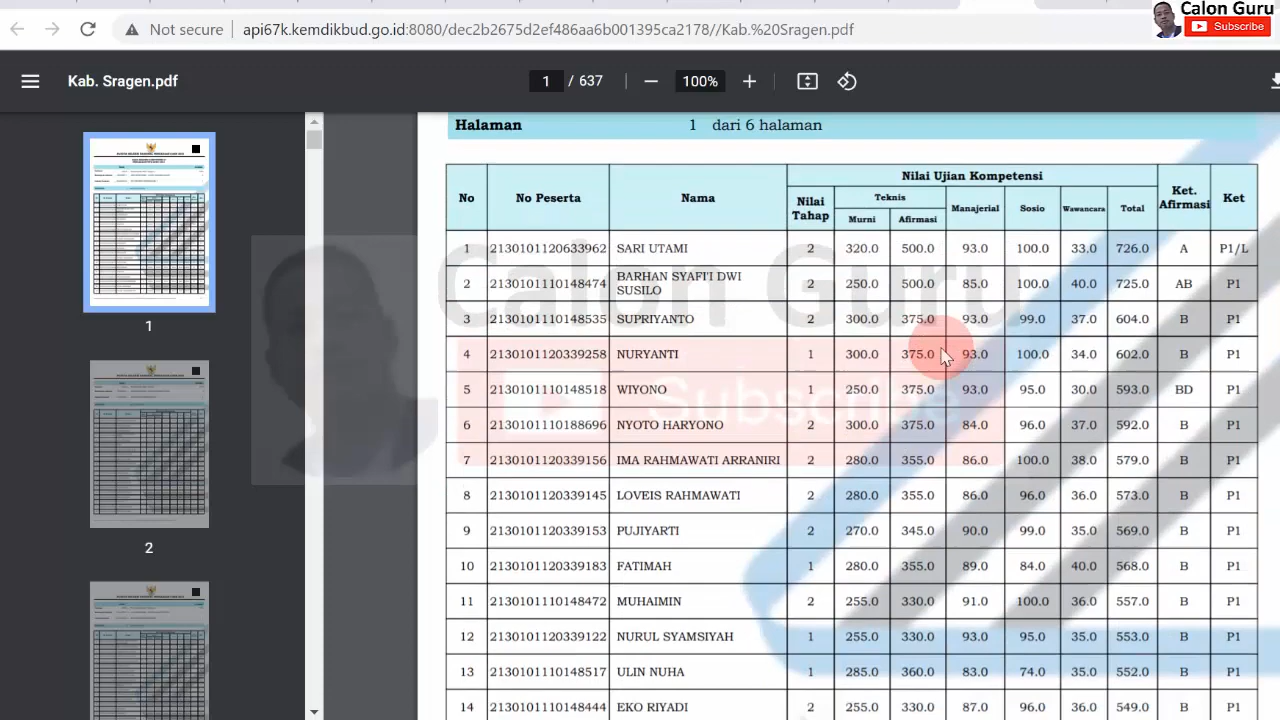 Calon Guru
Subscribe
Not secure api67k.kemdikbud.go.id:8080/dec2b2575d2ef486aa6b001395ca2178//Kab.%20Sragen.pdf
Kab. Sragen.pdf
1 / 637
100%
1
2
Halaman 1 dari 6 halaman
No No Peserta Nama Nilai Tahap Nilai Ujian Kompetensi Ket. Afirmasi Ket
Teknis Manajerial Sosio Wawancara Total
Murni Afirmasi
1 21301011120633962 SARI UTAMI 2 320.0 500.0 93.0 100.0 33.0 726.0 A P1/L
2 2130101110148474 BARHAN SYAFI'I DWI SUSILO 2 250.0 500.0 85.0 100.0 40.0 725.0 AB P1
3 2130101110148535 SUPRIYANTO 2 300.0 375.0 93.0 99.0 37.0 604.0 B P1
4 2130101120339258 NURYANTI 1 300.0 375.0 93.0 100.0 34.0 602.0 B P1
5 2130101110148518 WIYONO 1 250.0 375.0 93.0 95.0 30.0 593.0 BD P1
6 2130101110188696 NYOTO HARYONO 2 300.0 375.0 84.0 96.0 37.0 592.0 B P1
7 2130101120339156 IMA RAHMAWATI ARRANIRI 2 280.0 355.0 86.0 100.0 38.0 579.0 B P1
8 2130101120339145 LOVEIS RAHMAWATI 2 280.0 355.0 86.0 96.0 36.0 573.0 B P1
9 2130101120339153 PUJIYARTI 2 270.0 345.0 90.0 99.0 35.0 569.0 B P1
10 2130101120339183 FATIMAH 1 280.0 355.0 89.0 84.0 40.0 568.0 B P1
11 2130101110148472 MUHAIMIN 2 255.0 330.0 91.0 100.0 36.0 557.0 B P1
12 2130101120339122 NURUL SYAMSIYAH 1 255.0 330.0 93.0 95.0 35.0 553.0 B P1
13 2130101110148517 ULIN NUHA 1 285.0 360.0 83.0 74.0 35.0 552.0 B P1
14 2130101110148444 EKO RIYADI 2 255.0 330.0 87.0 96.0 36.0 549.0 B P1
Calon Guru
Subscribe